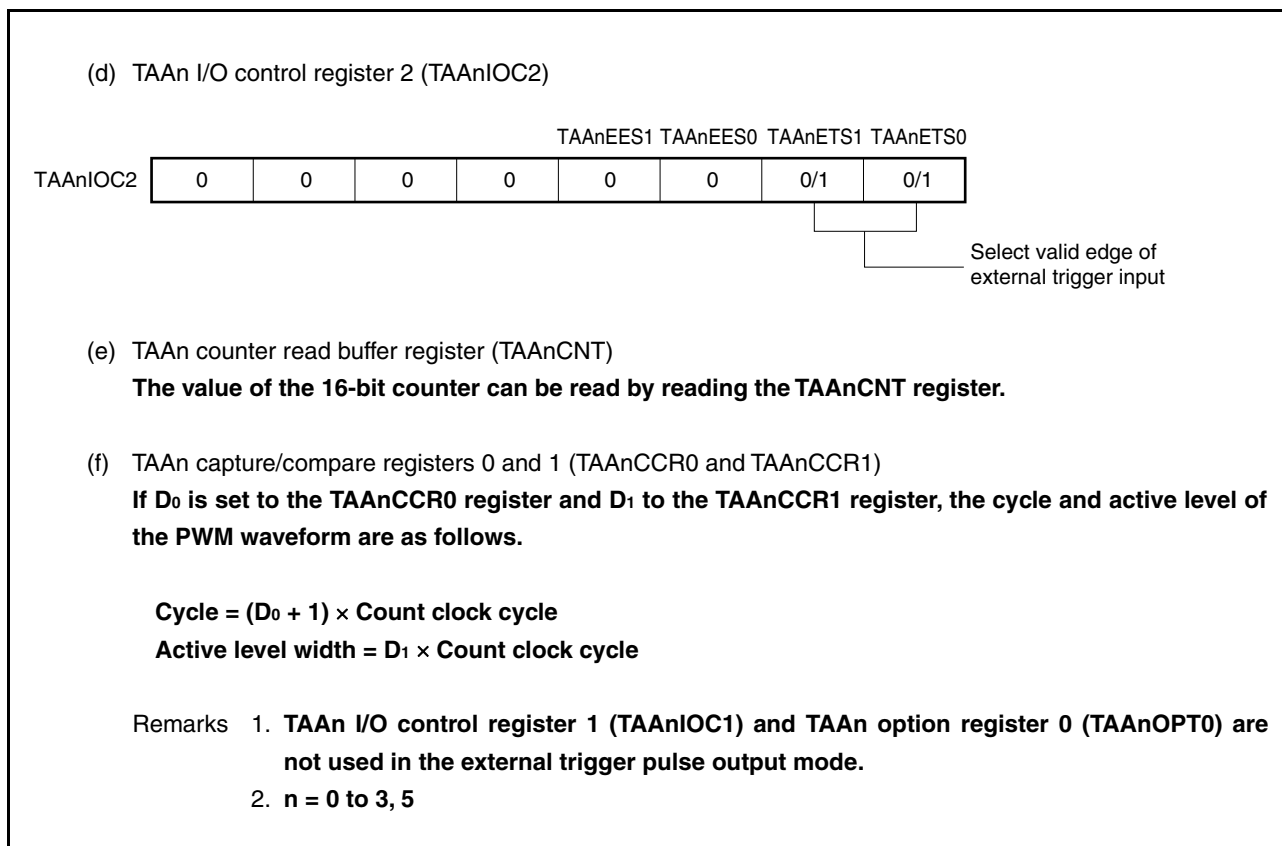 (d) TAAn I/O control register 2 (TAAnIOC2)
TAAnEES1 TAAnEES0 TAAnETS1 TAAnETS0
TAAnIOC2 0 0 0 0 0 0 0/1 0/1
Select valid edge of
external trigger input
(e) TAAn counter read buffer register (TAAnCNT)
The value of the 16-bit counter can be read by reading the TAAnCNT register.
(f) TAAn capture/compare registers 0 and 1 (TAAnCCR0 and TAAnCCR1)
If D0 is set to the TAAnCCR0 register and D1 to the TAAnCCR1 register, the cycle and active level of
the PWM waveform are as follows.
Cycle = (D0 + 1) × Count clock cycle
Active level width = D1 × Count clock cycle
Remarks 1. TAAn I/O control register 1 (TAAnIOC1) and TAAn option register 0 (TAAnOPT0) are
not used in the external trigger pulse output mode.
2. n = 0 to 3, 5